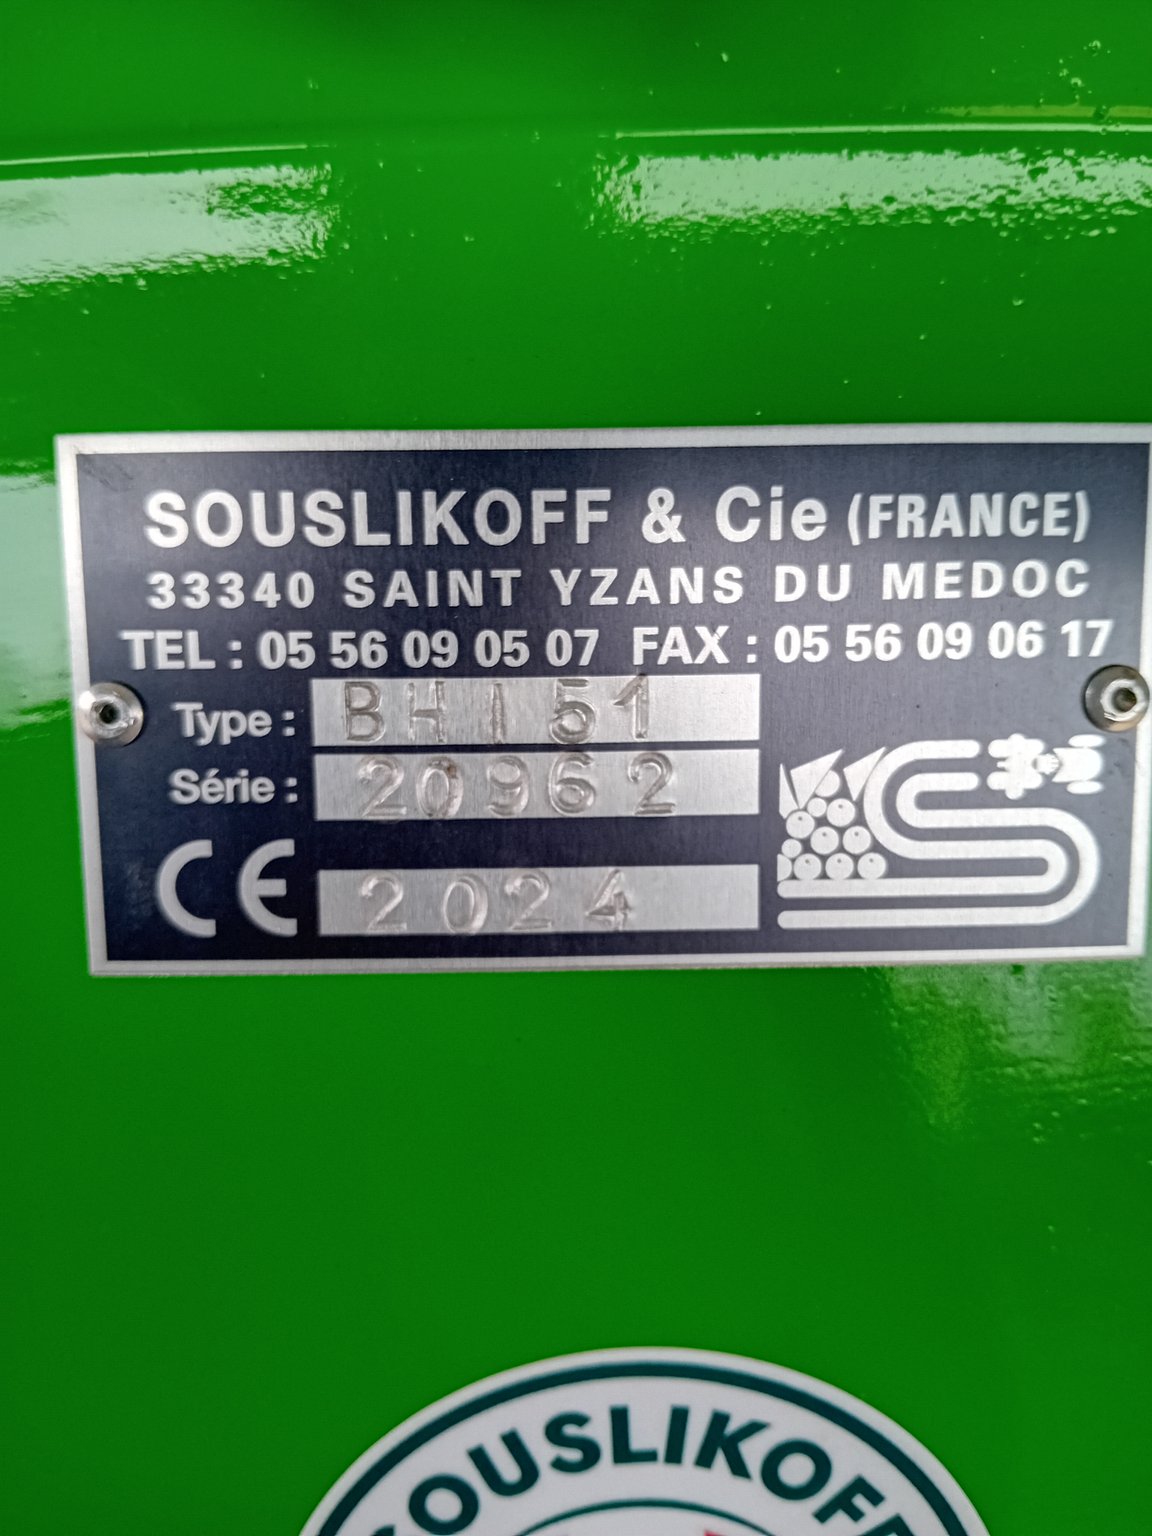 SOUSLIKOFF & Cie (FRANCE)
33340 SAINT YZANS DU MEDOC
TEL : 05 56 09 05 07 FAX : 05 56 09 06 17
Type : BHI51
Série : 20962
CE 2024
SOUSLIKOFF